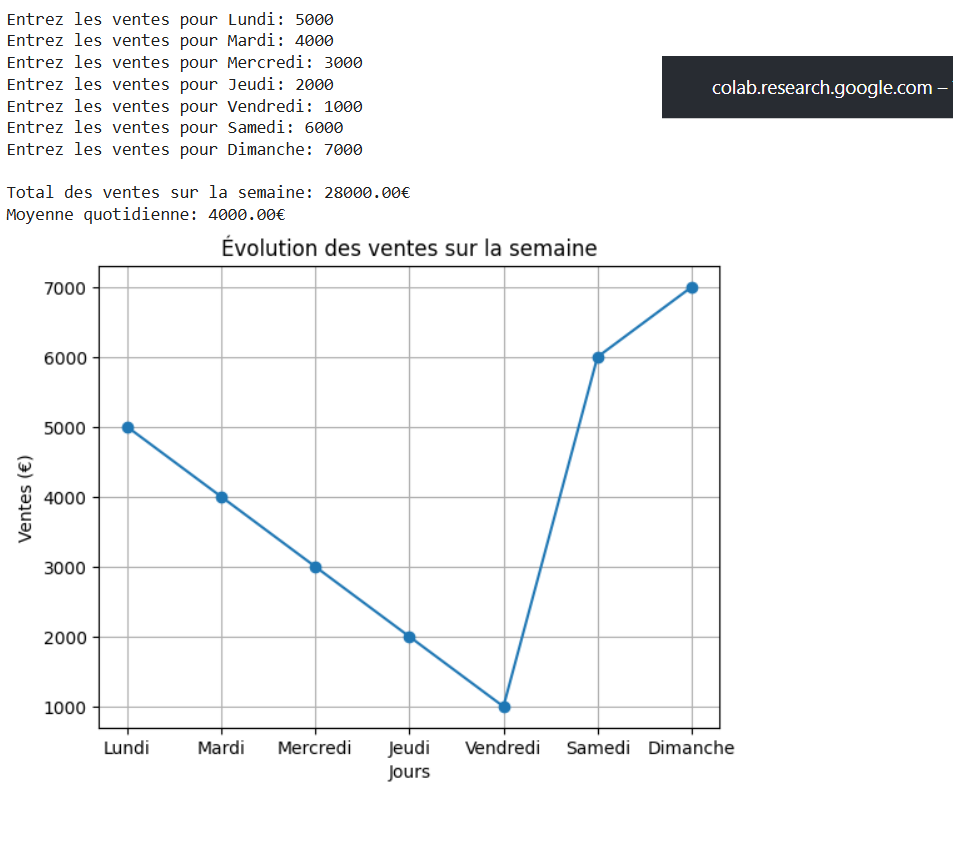 Entrez les ventes pour Lundi: 5000
Entrez les ventes pour Mardi: 4000
Entrez les ventes pour Mercredi: 3000
Entrez les ventes pour Jeudi: 2000
Entrez les ventes pour Vendredi: 1000
Entrez les ventes pour Samedi: 6000
Entrez les ventes pour Dimanche: 7000
colab.research.google.com –
Total des ventes sur la semaine: 28000.00€
Moyenne quotidienne: 4000.00€
Évolution des ventes sur la semaine
7000
6000
5000
4000
3000
2000
1000
Ventes (€)
Lundi Mardi Mercredi Jeudi Vendredi Samedi Dimanche
Jours